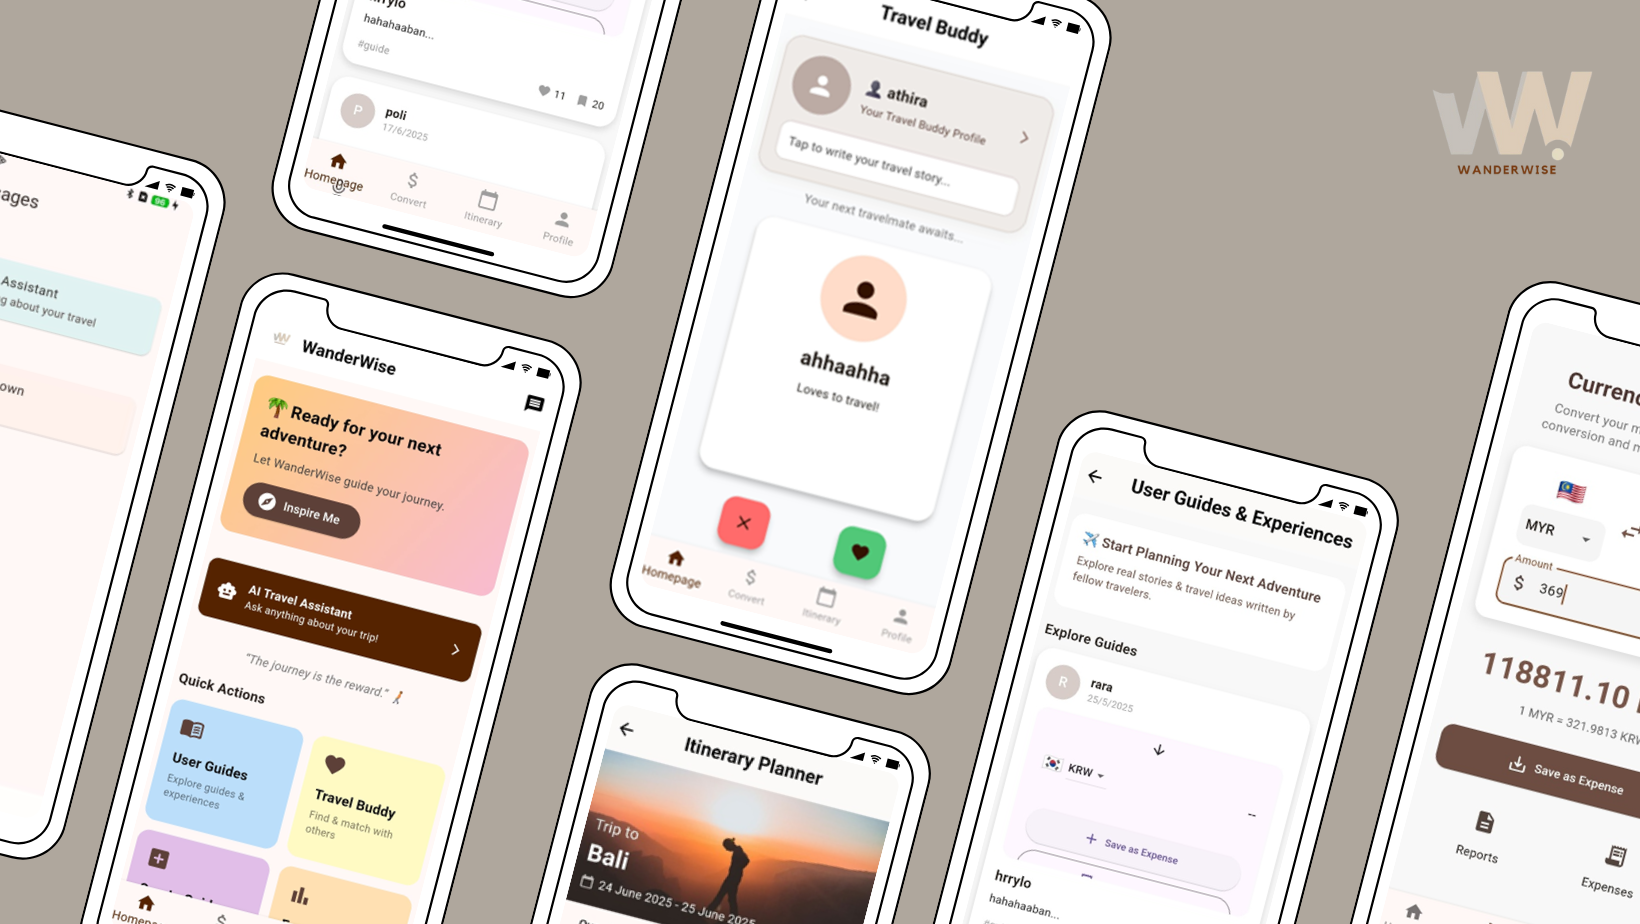 ages
Assistant
g about your travel
own
96
hrrylo
hahahaaban...
#guide
11
20
P
poli
17/6/2025
Homepage
Convert
Itinerary
Profile
WanderWise
🌴Ready for your next
adventure?
Let WanderWise guide your journey.
Inspire Me
AI Travel Assistant
Ask anything about your trip!
"The journey is the reward."
Quick Actions
User Guides
Explore guides &
experiences
Travel Buddy
Find & match with
others
Homepage
Travel Buddy
athira
Your Travel Buddy Profile
Tap to write your travel story...
Your next travelmate awaits...
ahhaahha
Loves to travel!
Homepage
Convert
Itinerary
Profile
Itinerary Planner
Trip to
Bali
24 June 2025 - 25 June 2025
User Guides & Experiences
✈️Start Planning Your Next Adventure
Explore real stories & travel ideas written by
fellow travelers.
Explore Guides
R
rara
25/5/2025
KRW
--
+ Save as Expense
hrrylo
hahahaaban...
WANDERWISE
Currenc
Convert your m
conversion and m
MYR
Amount
$ 369
118811.10
1 MYR = 321.9813 KRW
Save as Expense
Reports
Expenses